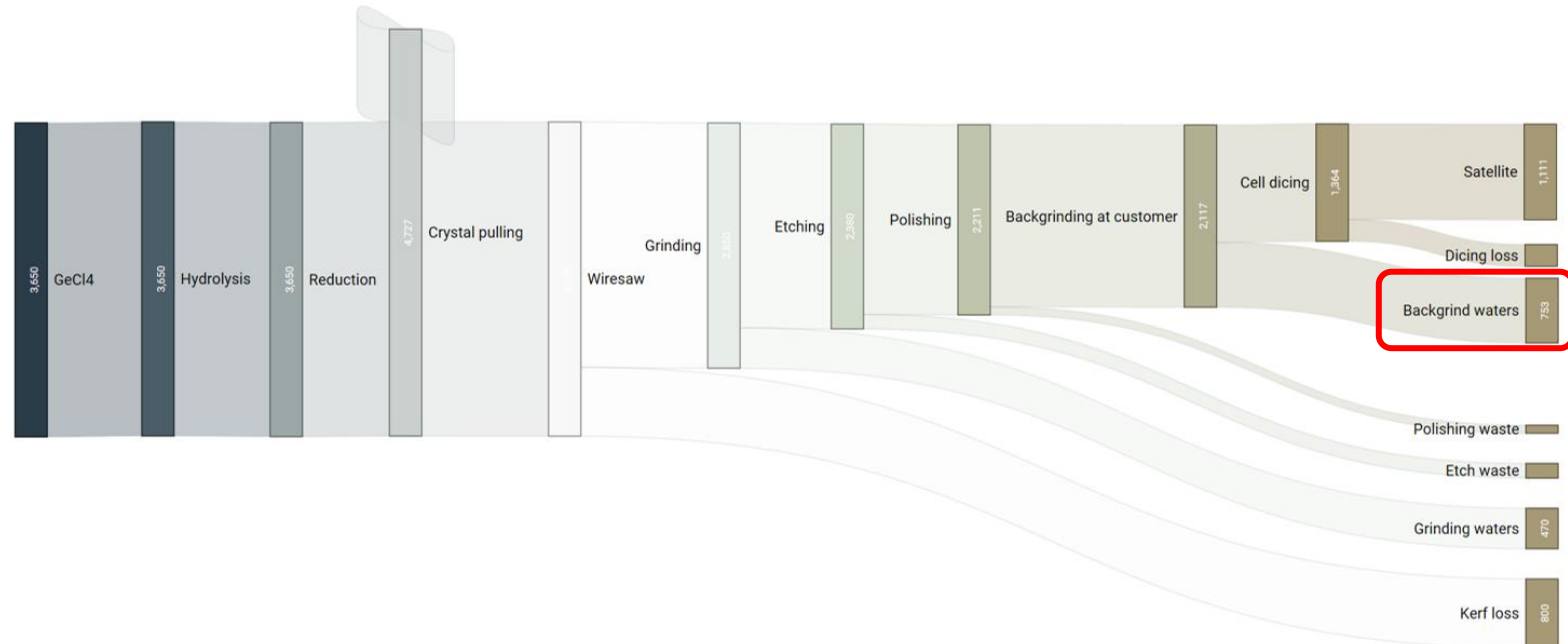 3,650
GeCl4
3,650
Hydrolysis
3,650
Reduction
4,727
Crystal pulling
Wiresaw
Grinding
2,850
Etching
2,380
Polishing
2,211
Backgrinding at customer
2,117
Cell dicing
1,364
Satellite
1,111
Dicing loss
Backgrind waters
753
Polishing waste
Etch waste
Grinding waters
470
Kerf loss
800